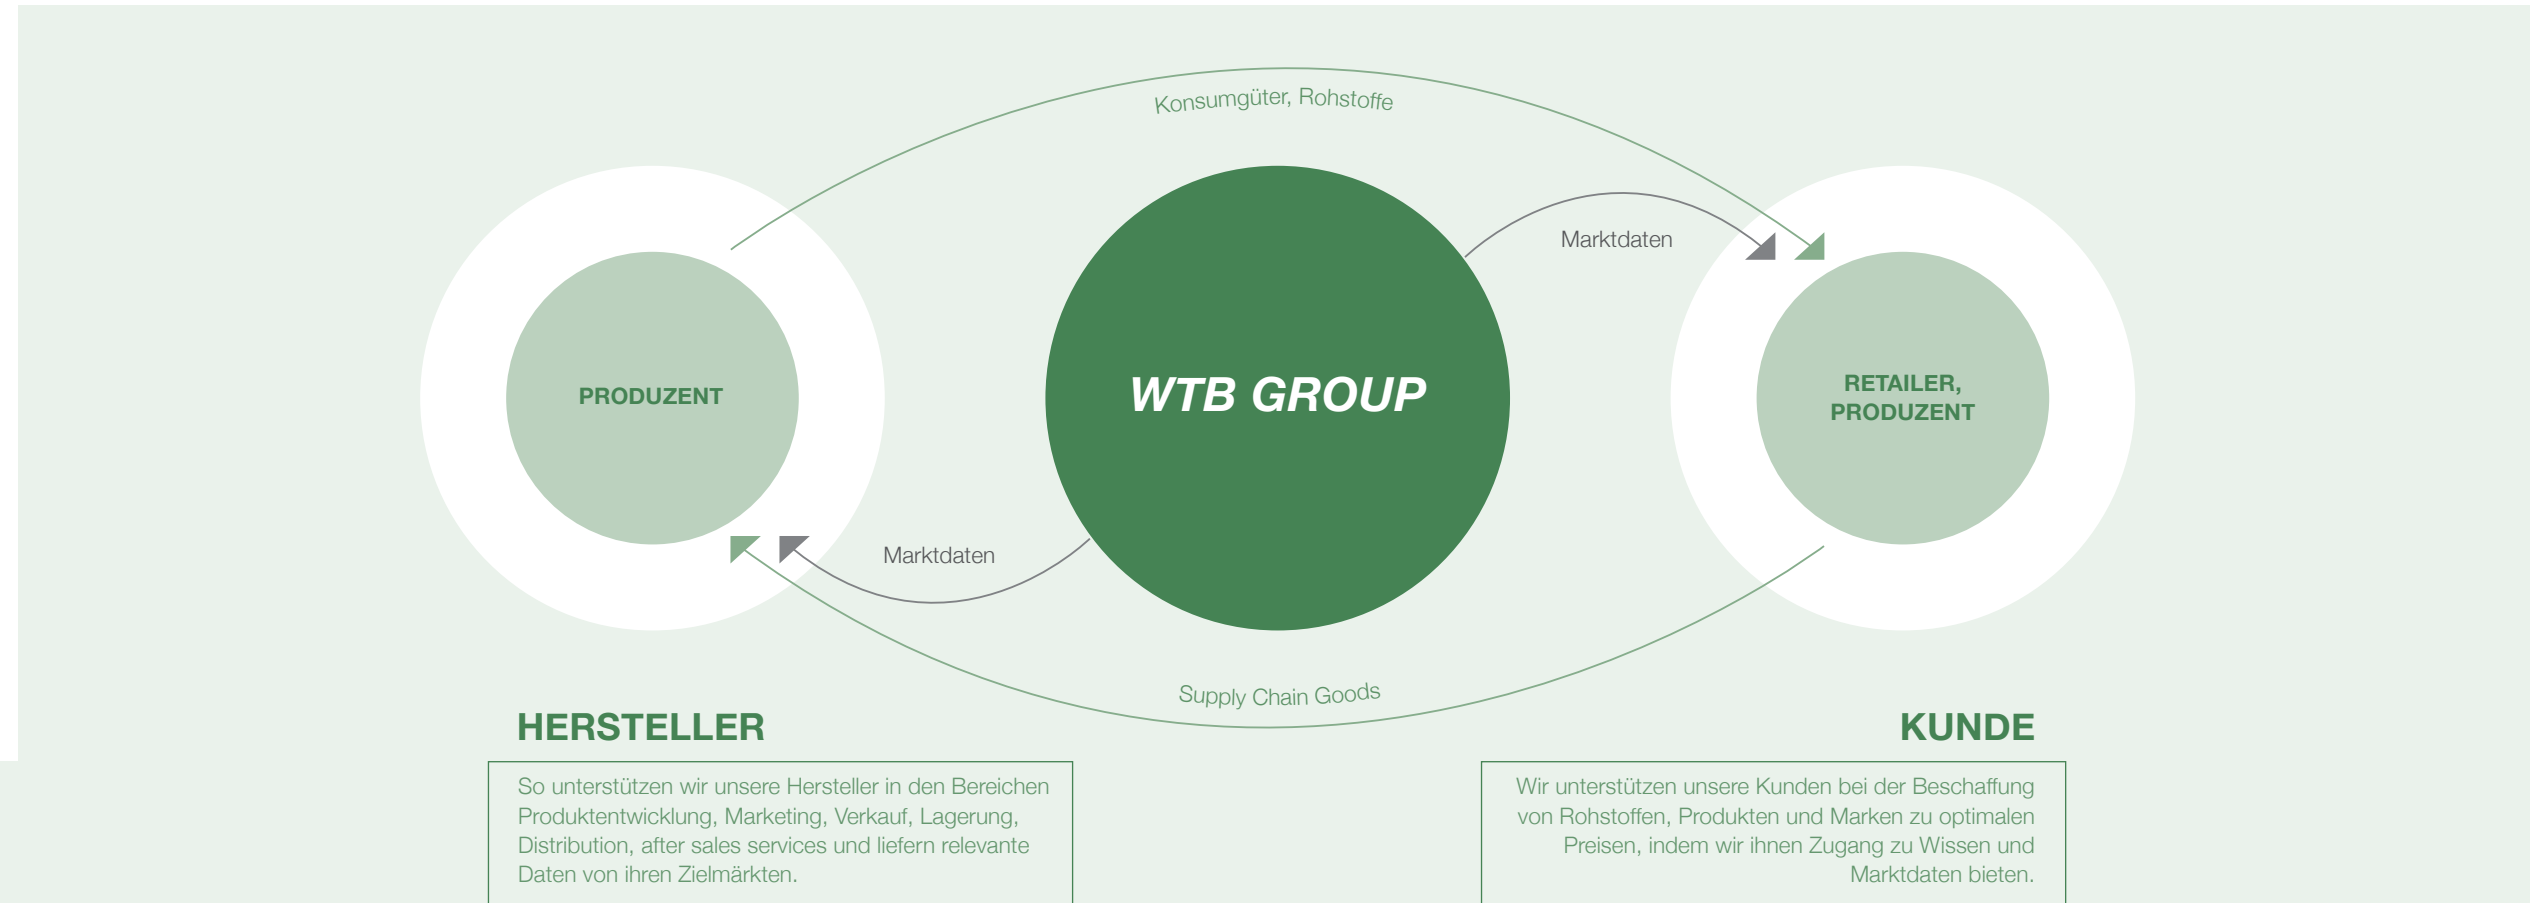 Konsumgüter, Rohstoffe
Marktdaten
PRODUZENT
WTB GROUP
RETAILER,
PRODUZENT
Marktdaten
Supply Chain Goods
HERSTELLER
So unterstützen wir unsere Hersteller in den Bereichen
Produktentwicklung, Marketing, Verkauf, Lagerung,
Distribution, after sales services und liefern relevante
Daten von ihren Zielmärkten.
KUNDE
Wir unterstützen unsere Kunden bei der Beschaffung
von Rohstoffen, Produkten und Marken zu optimalen
Preisen, indem wir ihnen Zugang zu Wissen und
Marktdaten bieten.